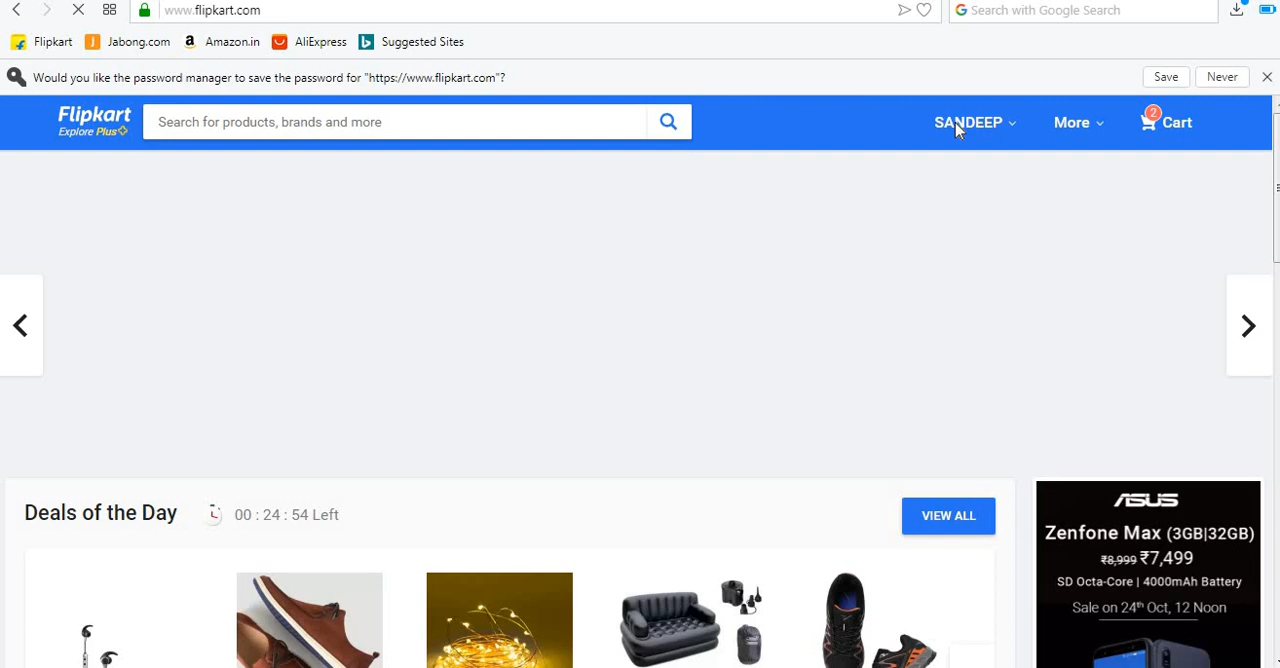 www.flipkart.com
Search with Google Search
Flipkart
Jabong.com
Amazon.in
AliExpress
Suggested Sites
Would you like the password manager to save the password for "https://www.flipkart.com"?
Save
Never
Flipkart
Explore Plus
Search for products, brands and more
SANDEEP
More
2
Cart
Deals of the Day
00 : 24 : 54 Left
VIEW ALL
ASUS
Zenfone Max (3GB|32GB)
₹8,999 ₹7,499
SD Octa-Core | 4000mAh Battery
Sale on 24th Oct, 12 Noon